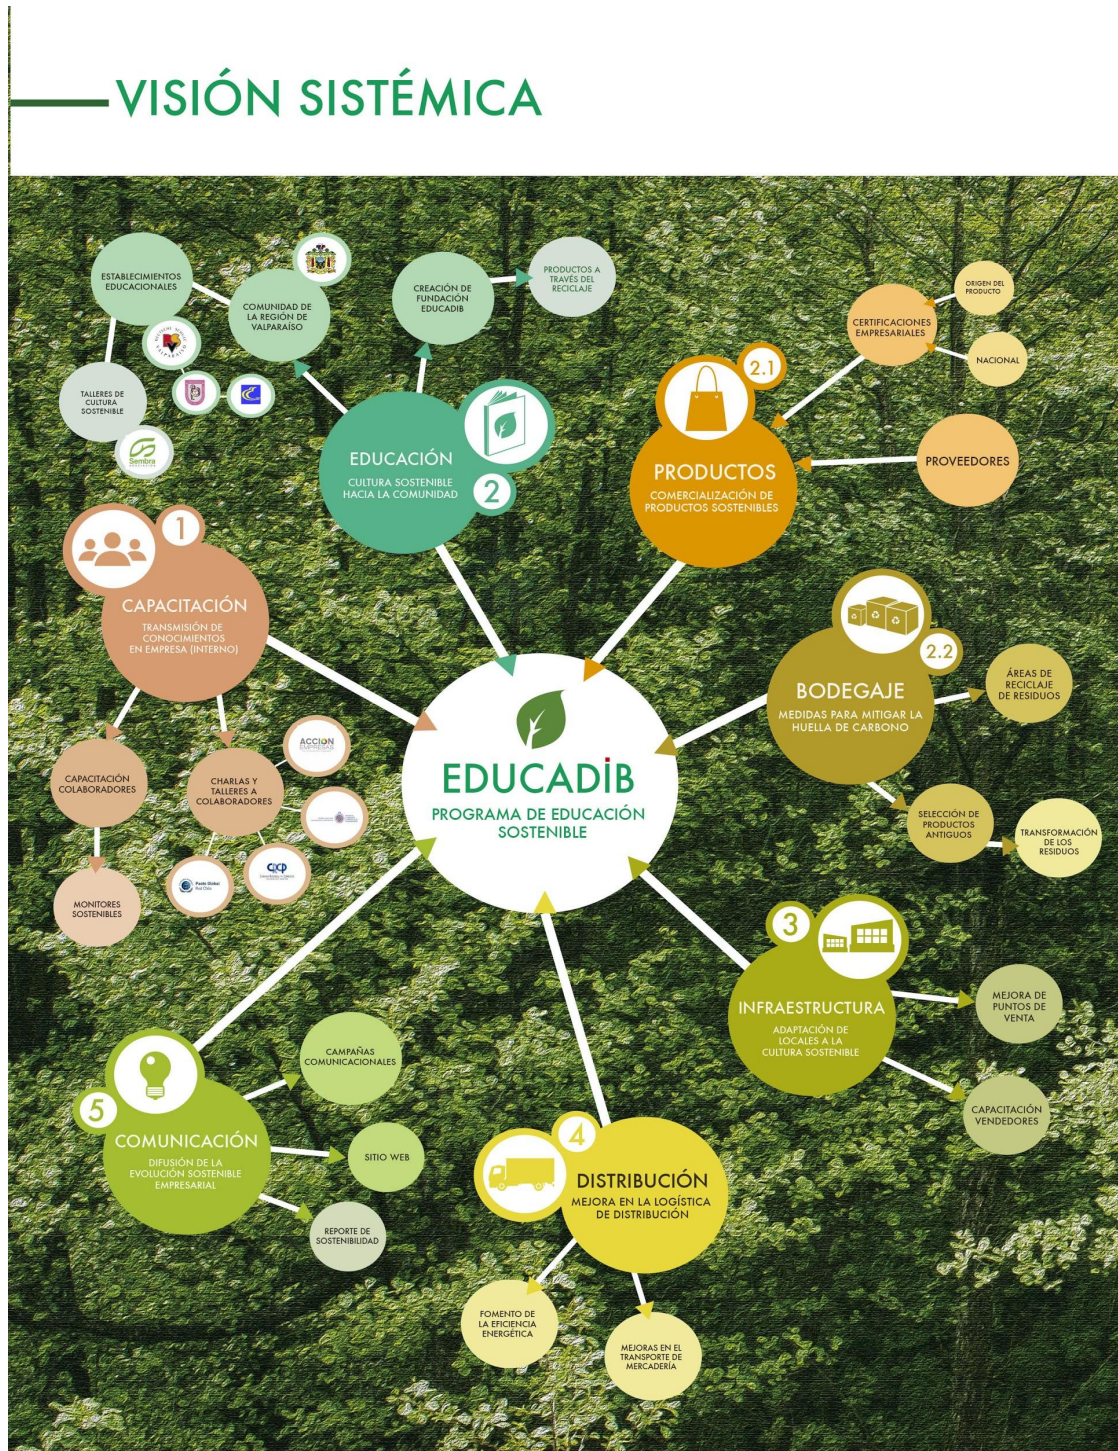 VISIÓN SISTÉMICA
ESTABLECIMIENTOS
EDUCACIONALES
COMUNIDAD DE
LA REGIÓN DE
VALPARAÍSO
TALLERES DE
CULTURA
SOSTENIBLE
Sembra
CREACIÓN DE
FUNDACIÓN
EDUCADIB
PRODUCTOS A
TRAVÉS DEL
RECICLAJE
EDUCACIÓN
CULTURA SOSTENIBLE
HACIA LA COMUNIDAD
2
2.1
PRODUCTOS
COMERCIALIZACIÓN DE
PRODUCTOS SOSTENIBLES
CERTIFICACIONES
EMPRESARIALES
ORIGEN DEL
PRODUCTO
NACIONAL
PROVEEDORES
1
CAPACITACIÓN
TRANSMISIÓN DE
CONOCIMIENTOS
EN EMPRESA (INTERNO)
CAPACITACIÓN
COLABORADORES
MONITORES
SOSTENIBLES
CHARLAS Y
TALLERES A
COLABORADORES
ACCION
EMPRESAS
Pacto Global
Red Chile
CRCP
2.2
BODEGAJE
MEDIDAS PARA MITIGAR LA
HUELLA DE CARBONO
ÁREAS DE
RECICLAJE
DE RESIDUOS
SELECCIÓN DE
PRODUCTOS
ANTIGUOS
TRANSFORMACIÓN
DE LOS
RESIDUOS
EDUCADIB
PROGRAMA DE EDUCACIÓN
SOSTENIBLE
3
INFRAESTRUCTURA
ADAPTACIÓN DE
LOCALES A LA
CULTURA SOSTENIBLE
MEJORA DE
PUNTOS DE
VENTA
CAPACITACIÓN
VENDEDORES
5
COMUNICACIÓN
DIFUSIÓN DE LA
EVOLUCIÓN SOSTENIBLE
EMPRESARIAL
CAMPAÑAS
COMUNICACIONALES
SITIO WEB
REPORTE DE
SOSTENIBILIDAD
4
DISTRIBUCIÓN
MEJORA EN LA LOGÍSTICA
DE DISTRIBUCIÓN
FOMENTO DE
LA EFICIENCIA
ENERGÉTICA
MEJORAS EN EL
TRANSPORTE DE
MERCADERÍA